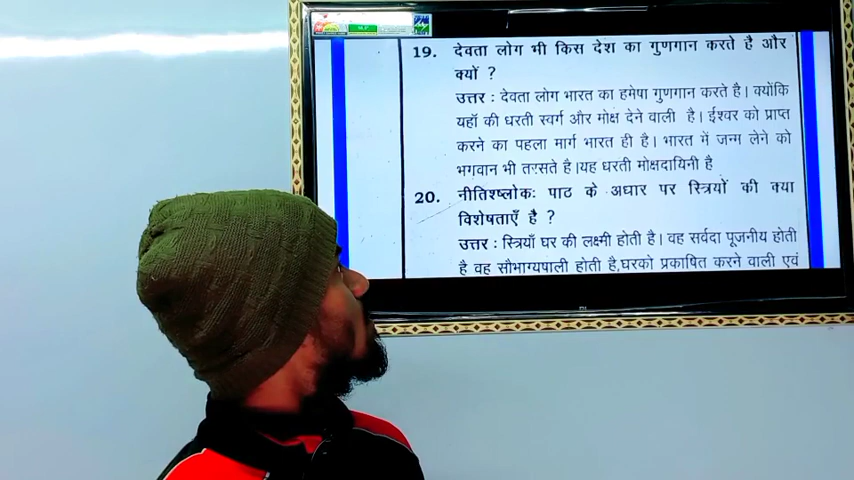 19. देवता लोग भी किस देश का गुणगान करते है और
क्यों ?
उत्तर : देवता लोग भारत का हमेषा गुणगान करते है। क्योंकि
यहाँ की धरती स्वर्ग और मोक्ष देने वाली है। ईश्वर को प्राप्त
करने का पहला मार्ग भारत ही है। भारत में जन्म लेने को
भगवान भी तरसते है।यह धरती मोक्षदायिनी है
20. नीतिश्ष्लोकः पाठ के अधार पर स्त्रियों की क्या
विशेषताएँ है ?
उत्तर : स्त्रियाँ घर की लक्ष्मी होती है। वह सर्वदा पूजनीय होती
है वह सौभाग्यषाली होती है,घरको प्रकाषित करने वाली एवं